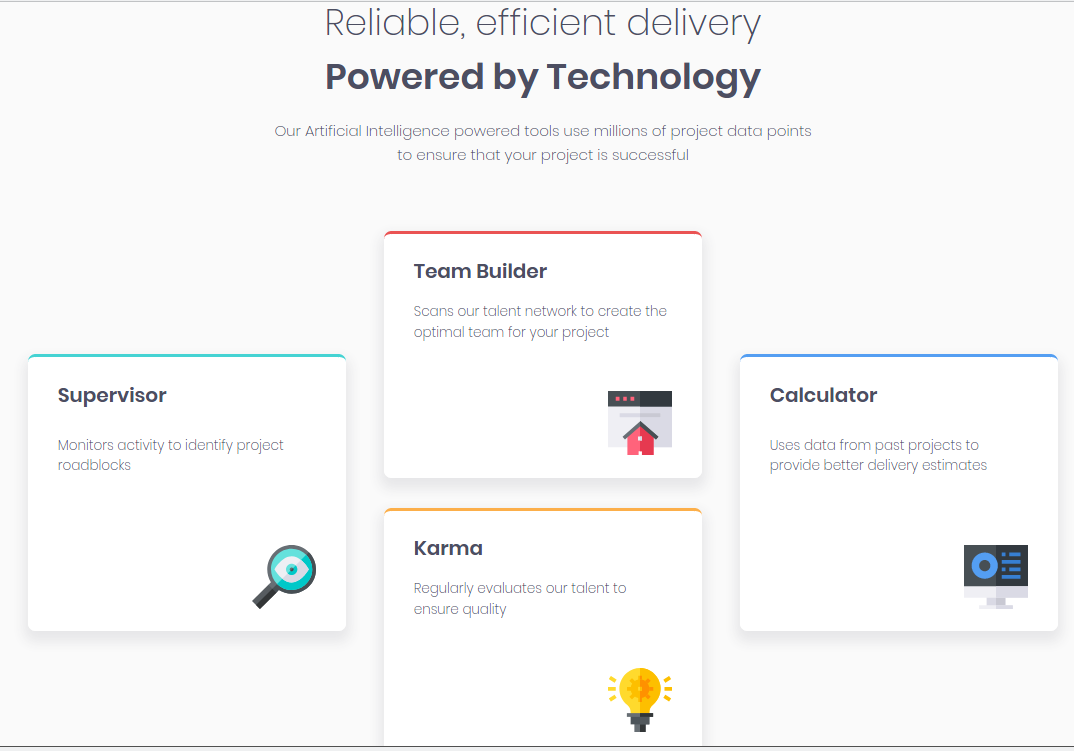 Reliable, efficient delivery
Powered by Technology
Our Artificial Intelligence powered tools use millions of project data points
to ensure that your project is successful
Team Builder
Scans our talent network to create the
optimal team for your project
Supervisor
Monitors activity to identify project
roadblocks
Calculator
Uses data from past projects to
provide better delivery estimates
Karma
Regularly evaluates our talent to
ensure quality